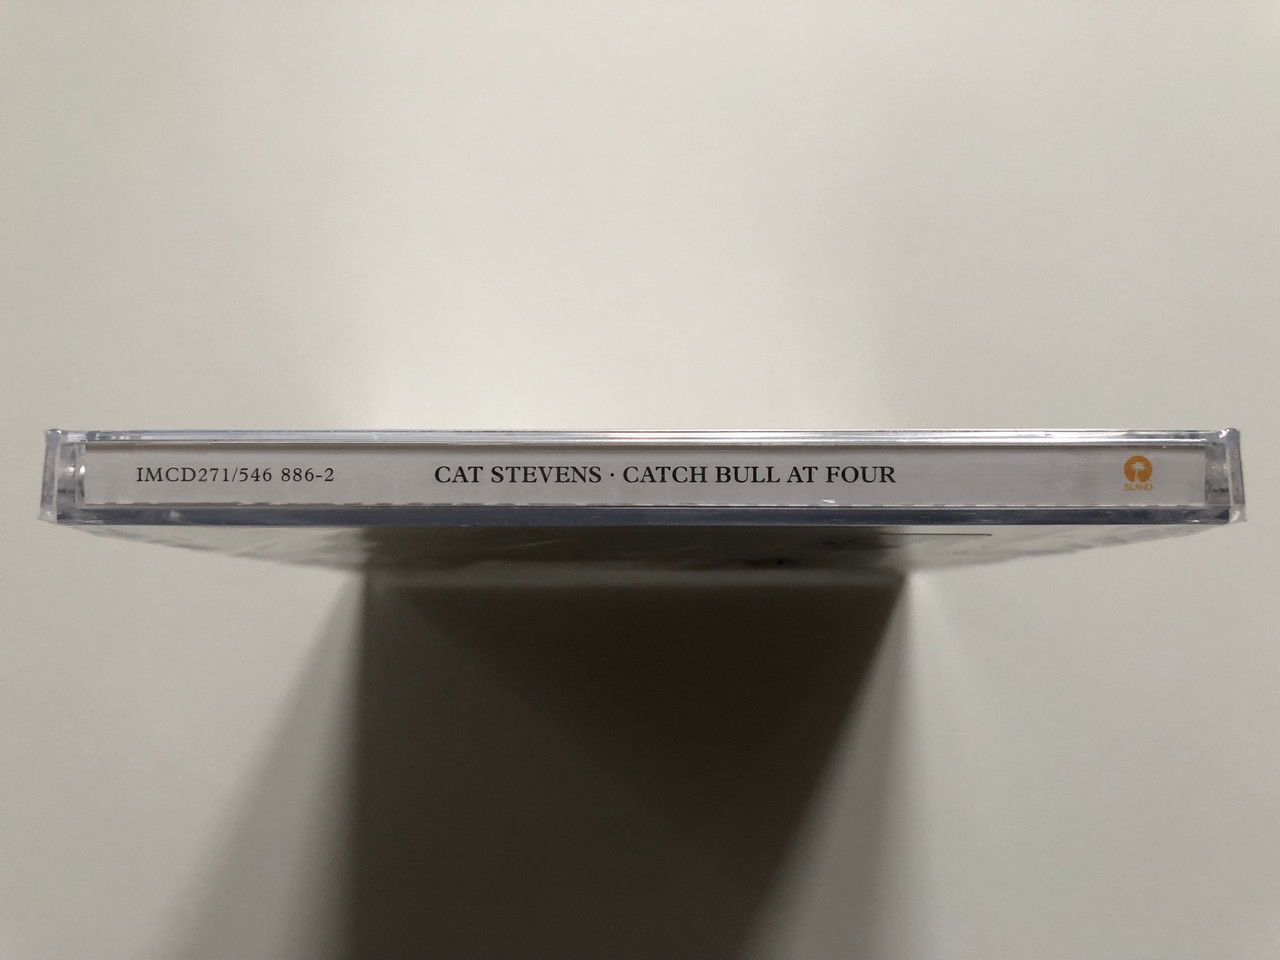 IMCD271/546 886-2 CAT STEVENS · CATCH BULL AT FOUR
ISLAND